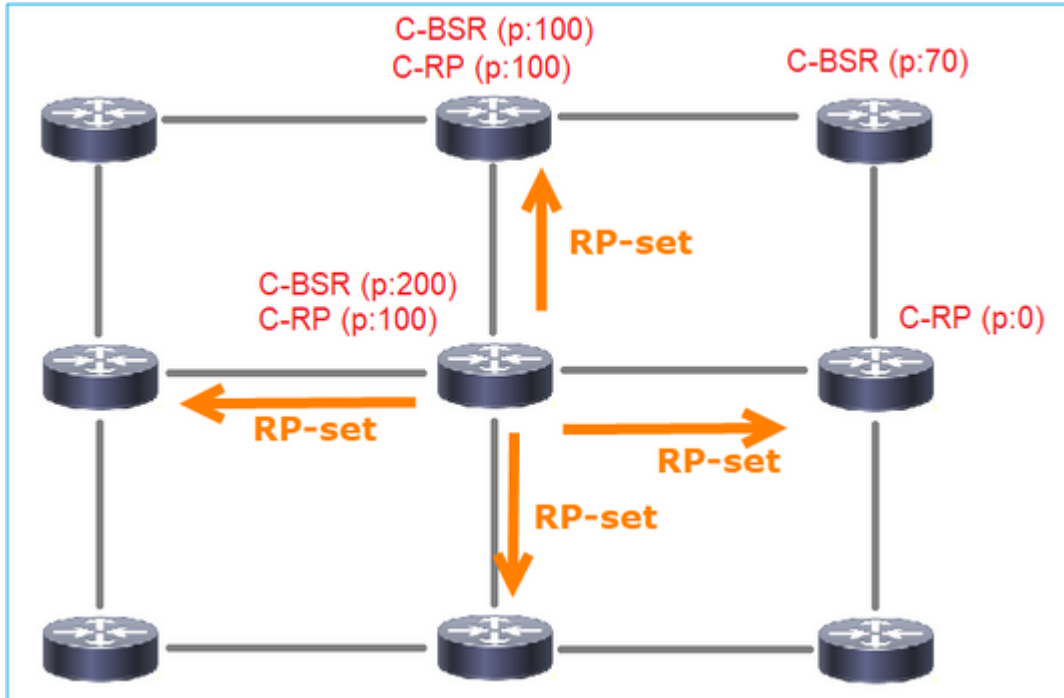 C-BSR (p:100)
C-RP (p:100)
C-BSR (p:70)
RP-set
C-BSR (p:200)
C-RP (p:100)
C-RP (p:0)
RP-set
RP-set
RP-set